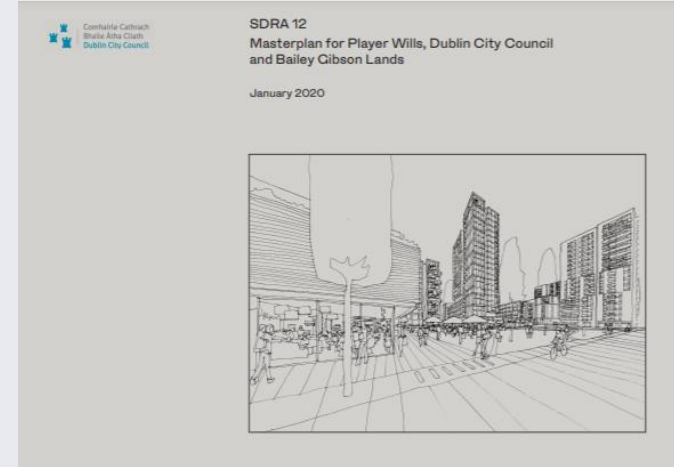 Comhairle Cathrach
Bhaile Átha Cliath
Dublin City Council
SDRA 12
Masterplan for Player Wills, Dublin City Council
and Bailey Gibson Lands
January 2020